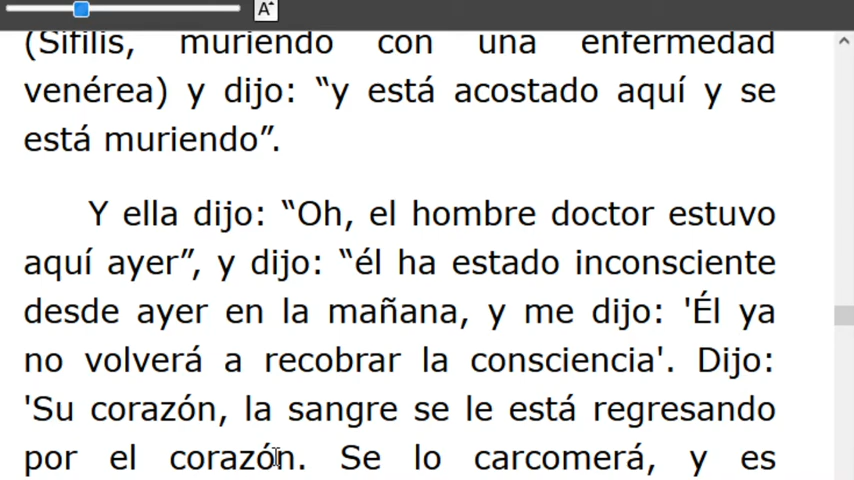 (Sífilis, muriendo con una enfermedad
venérea) y dijo: “y está acostado aquí y se
está muriendo”.
Y ella dijo: “Oh, el hombre doctor estuvo
aquí ayer”, y dijo: “él ha estado inconsciente
desde ayer en la mañana, y me dijo: 'Él ya
no volverá a recobrar la consciencia'. Dijo:
'Su corazón, la sangre se le está regresando
por el corazón. Se lo carcomerá, y es